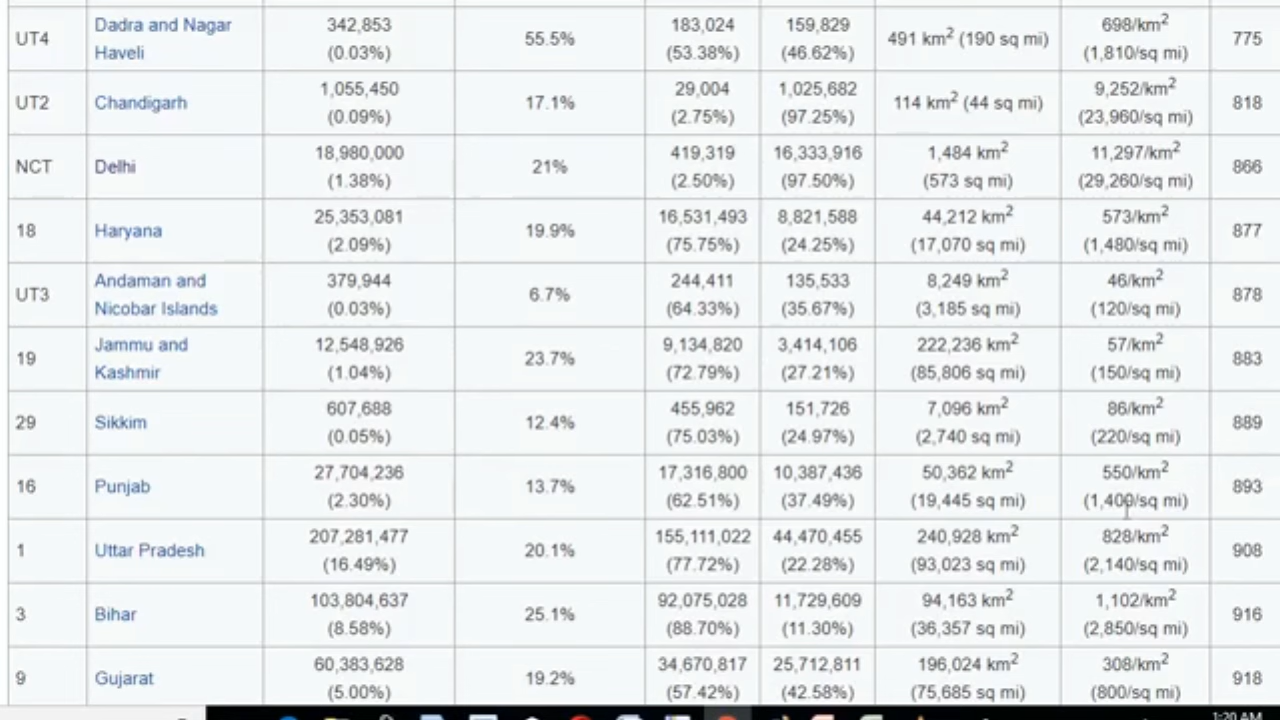 UT4 Dadra and Nagar Haveli 342,853 (0.03%) 55.5% 183,024 (53.38%) 159,829 (46.62%) 491 km² (190 sq mi) 698/km² (1,810/sq mi) 775
UT2 Chandigarh 1,055,450 (0.09%) 17.1% 29,004 (2.75%) 1,025,682 (97.25%) 114 km² (44 sq mi) 9,252/km² (23,960/sq mi) 818
NCT Delhi 18,980,000 (1.38%) 21% 419,319 (2.50%) 16,333,916 (97.50%) 1,484 km² (573 sq mi) 11,297/km² (29,260/sq mi) 866
18 Haryana 25,353,081 (2.09%) 19.9% 16,531,493 (75.75%) 8,821,588 (24.25%) 44,212 km² (17,070 sq mi) 573/km² (1,480/sq mi) 877
UT3 Andaman and Nicobar Islands 379,944 (0.03%) 6.7% 244,411 (64.33%) 135,533 (35.67%) 8,249 km² (3,185 sq mi) 46/km² (120/sq mi) 878
19 Jammu and Kashmir 12,548,926 (1.04%) 23.7% 9,134,820 (72.79%) 3,414,106 (27.21%) 222,236 km² (85,806 sq mi) 57/km² (150/sq mi) 883
29 Sikkim 607,688 (0.05%) 12.4% 455,962 (75.03%) 151,726 (24.97%) 7,096 km² (2,740 sq mi) 86/km² (220/sq mi) 889
16 Punjab 27,704,236 (2.30%) 13.7% 17,316,800 (62.51%) 10,387,436 (37.49%) 50,362 km² (19,445 sq mi) 550/km² (1,400/sq mi) 893
1 Uttar Pradesh 207,281,477 (16.49%) 20.1% 155,111,022 (77.72%) 44,470,455 (22.28%) 240,928 km² (93,023 sq mi) 828/km² (2,140/sq mi) 908
3 Bihar 103,804,637 (8.58%) 25.1% 92,075,028 (88.70%) 11,729,609 (11.30%) 94,163 km² (36,357 sq mi) 1,102/km² (2,850/sq mi) 916
9 Gujarat 60,383,628 (5.00%) 19.2% 34,670,817 (57.42%) 25,712,811 (42.58%) 196,024 km² (75,685 sq mi) 308/km² (800/sq mi) 918
1:20 AM